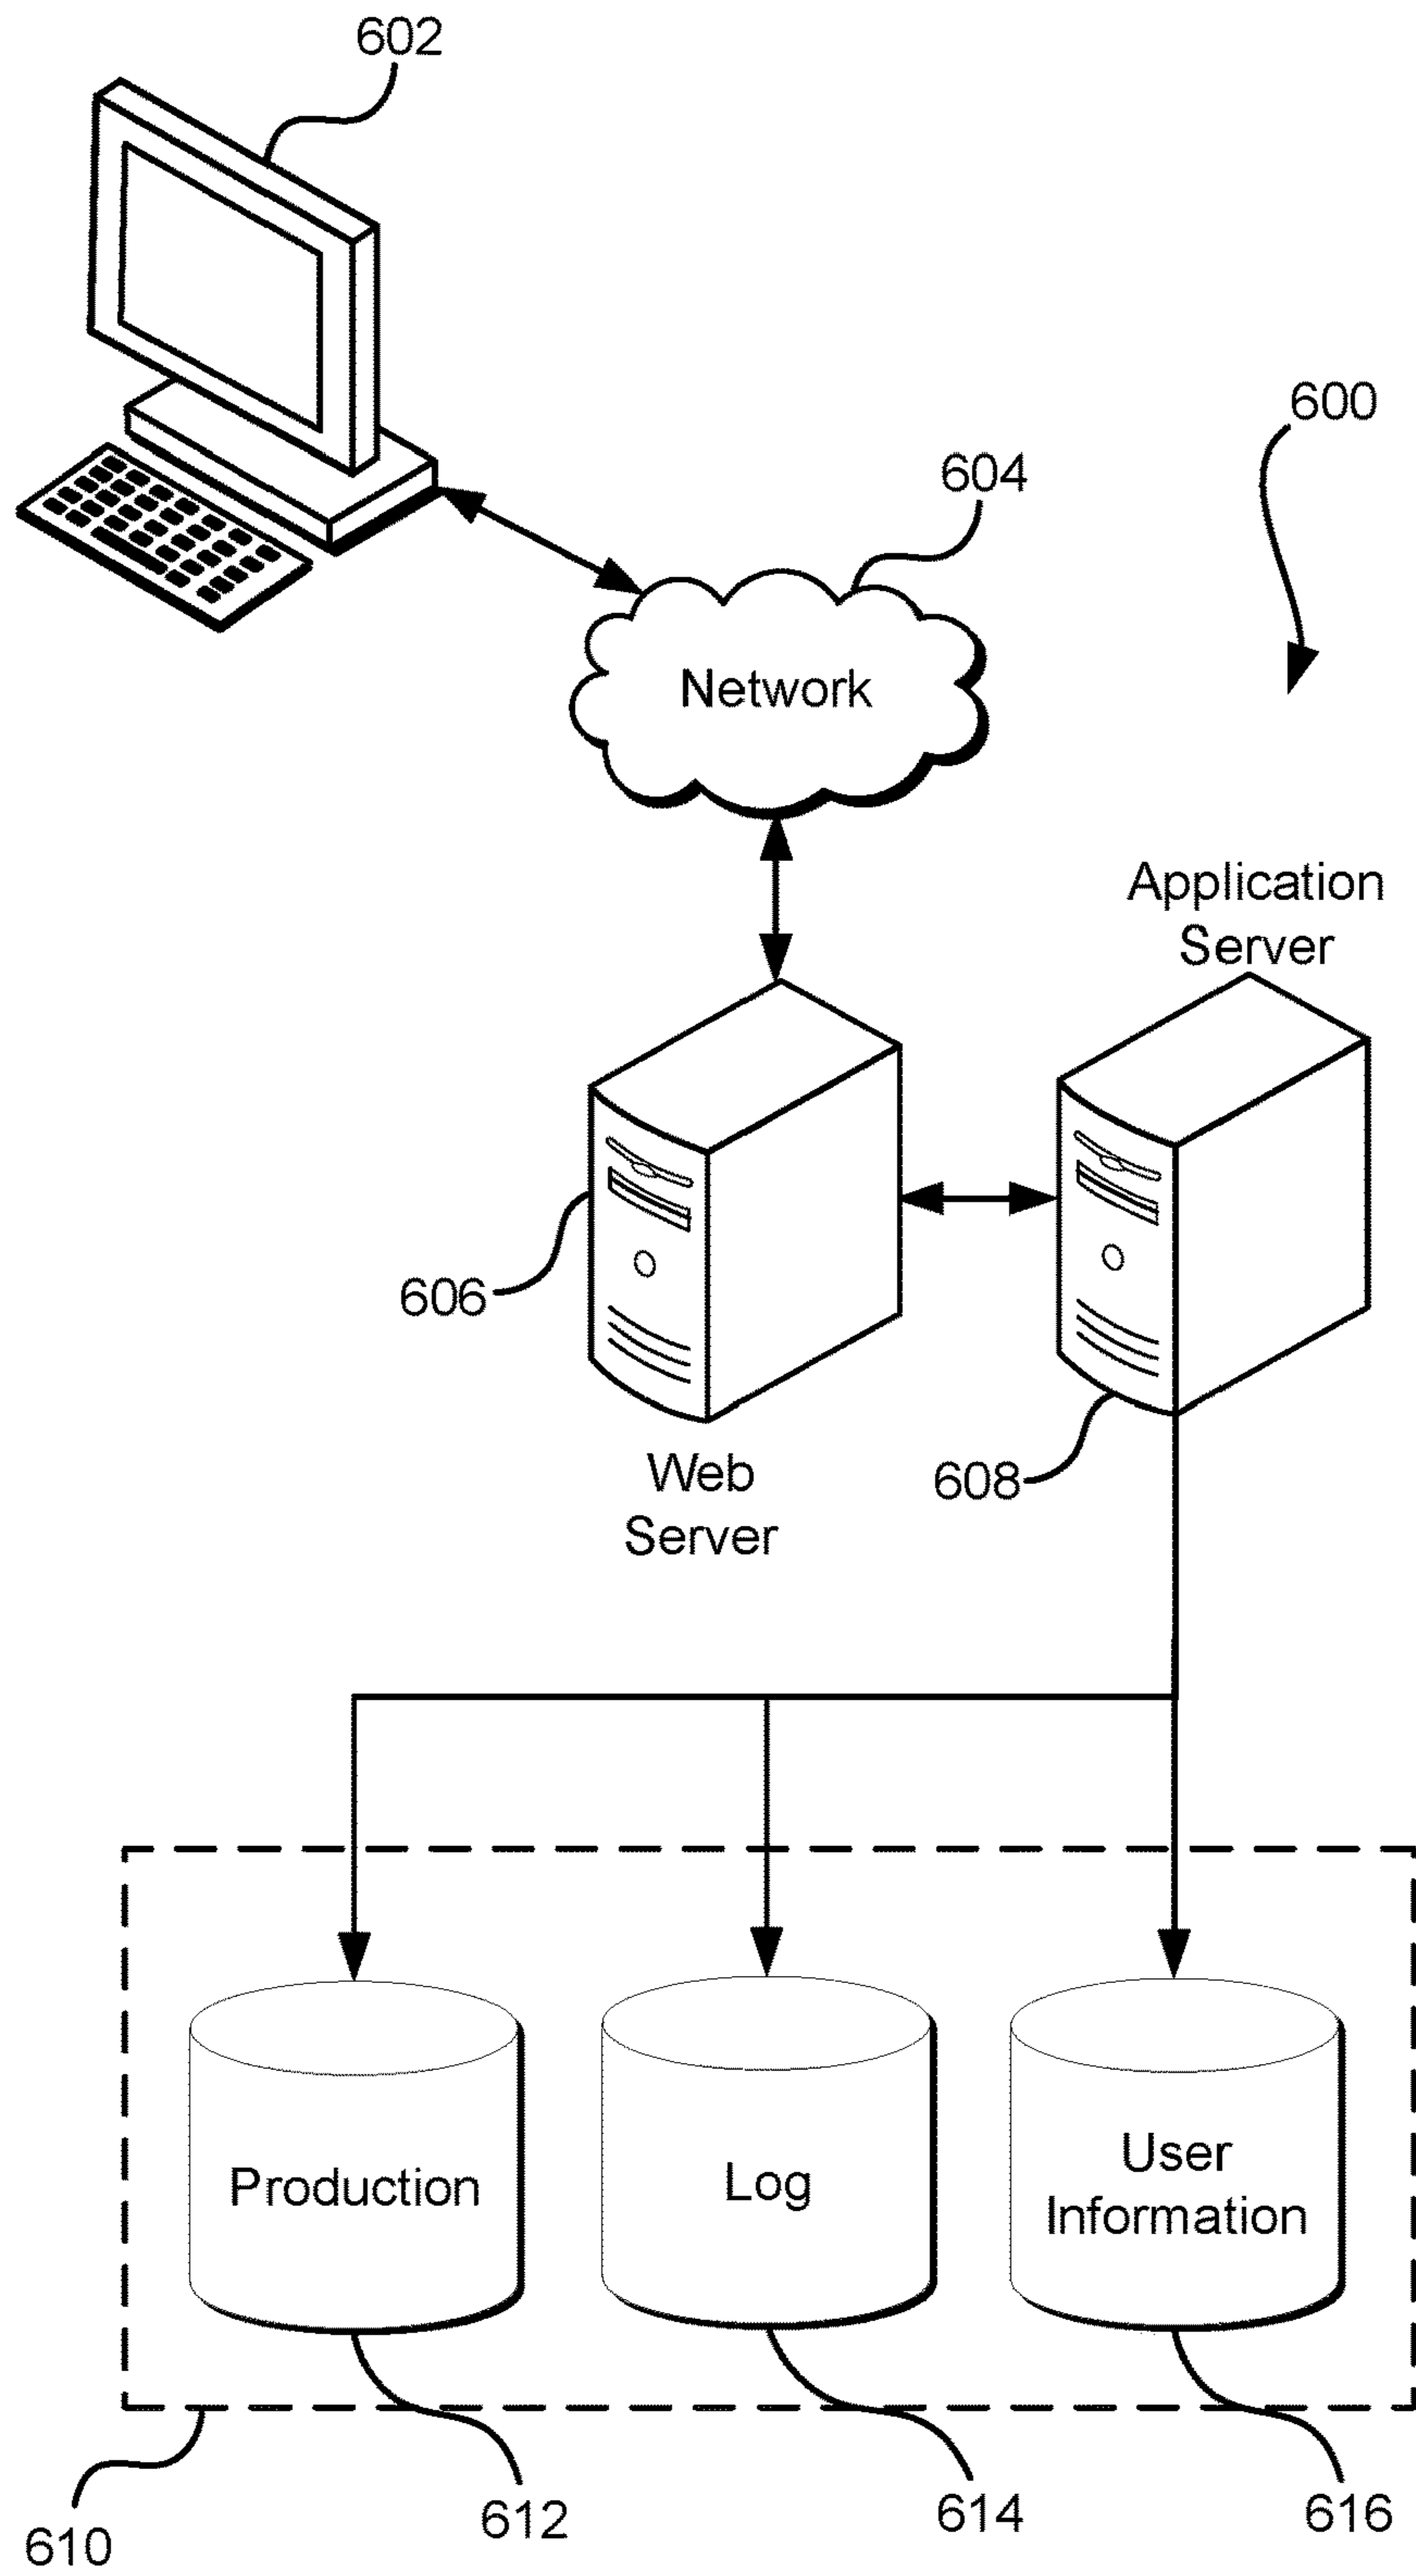 602
600
604
Network
Application
Server
606
Web
Server
608
Production
Log
User
Information
610
612
614
616